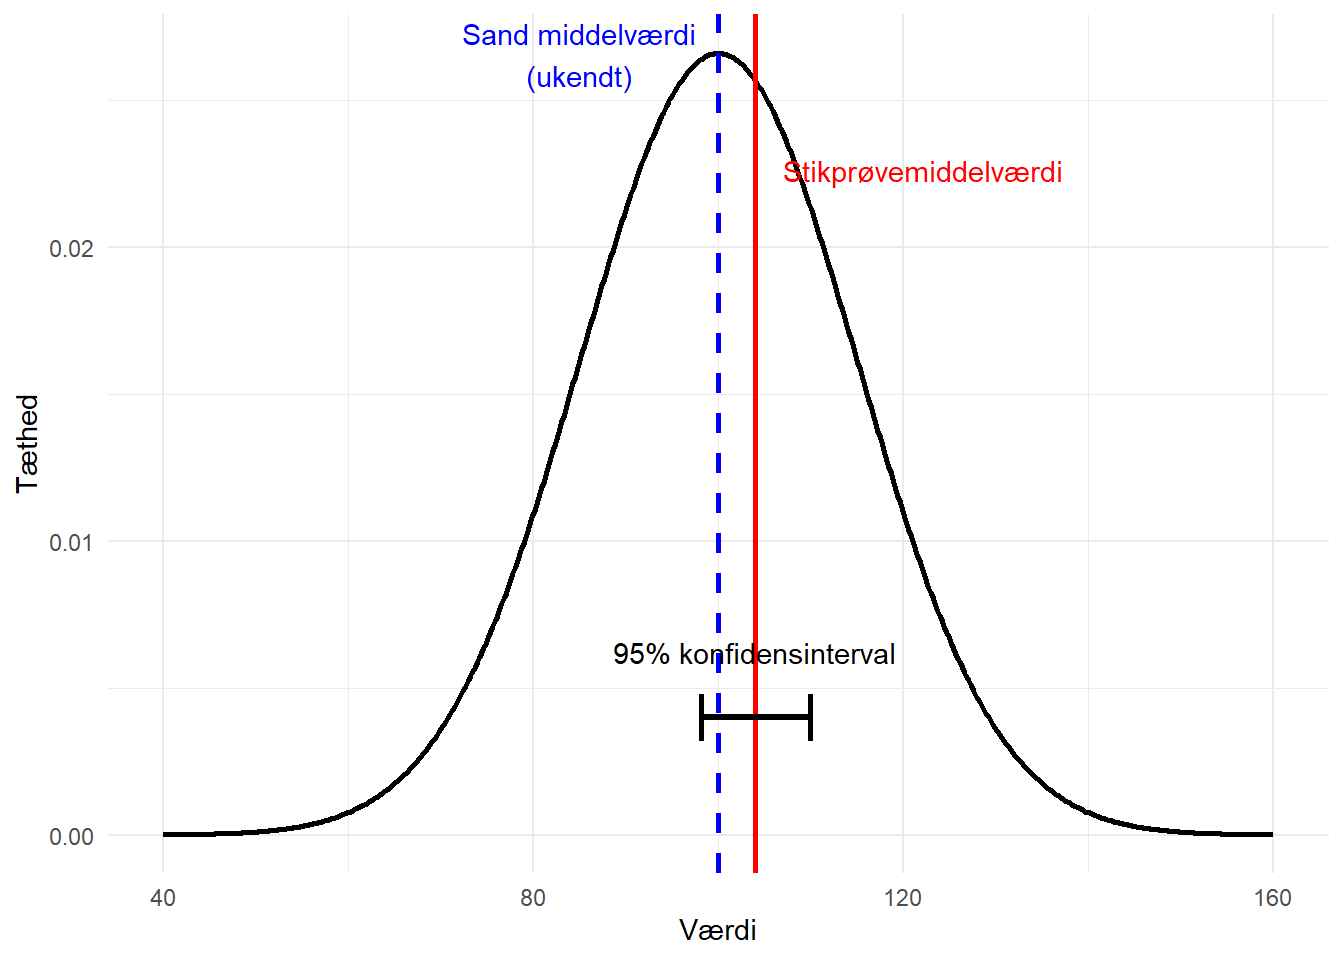 Sand middelværdi
(ukendt)
Stikprøvemiddelværdi
95% konfidensinterval
Tæthed
0.02
0.01
0.00
40
80
120
160
Værdi